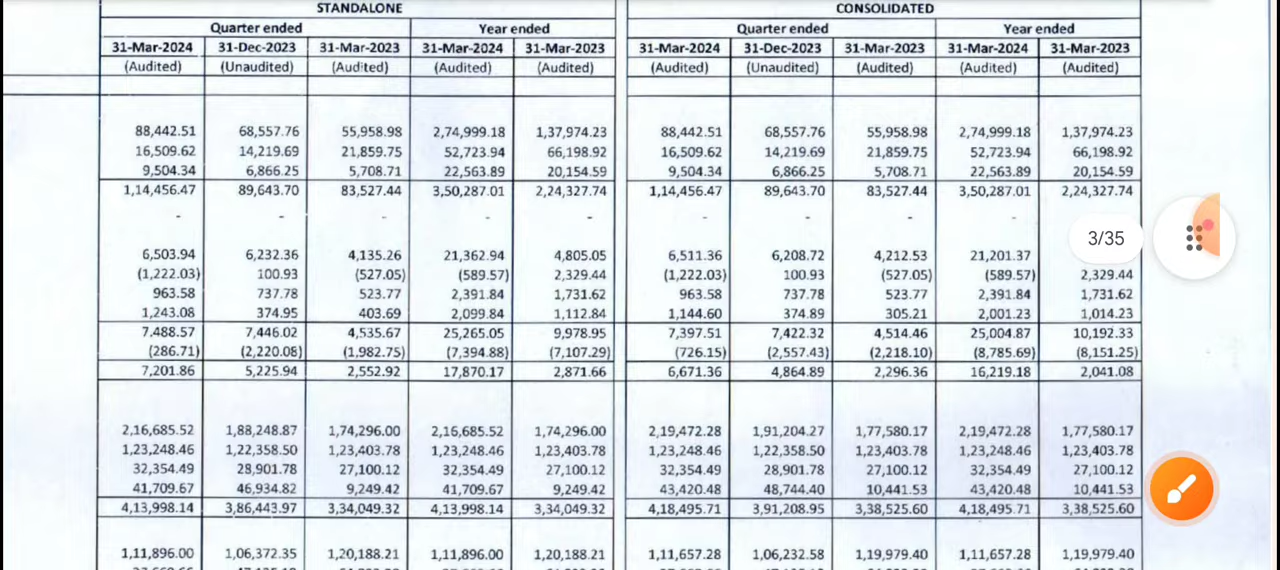 STANDALONE CONSOLIDATED
Quarter ended Year ended Quarter ended Year ended
31-Mar-2024 31-Dec-2023 31-Mar-2023 31-Mar-2024 31-Mar-2023 31-Mar-2024 31-Dec-2023 31-Mar-2023 31-Mar-2024 31-Mar-2023
(Audited) (Unaudited) (Audited) (Audited) (Audited) (Audited) (Unaudited) (Audited) (Audited) (Audited)
88,442.51 68,557.76 55,958.98 2,74,999.18 1,37,974.23 88,442.51 68,557.76 55,958.98 2,74,999.18 1,37,974.23
16,509.62 14,219.69 21,859.75 52,723.94 66,198.92 16,509.62 14,219.69 21,859.75 52,723.94 66,198.92
9,504.34 6,866.25 5,708.71 22,563.89 20,154.59 9,504.34 6,866.25 5,708.71 22,563.89 20,154.59
1,14,456.47 89,643.70 83,527.44 3,50,287.01 2,24,327.74 1,14,456.47 89,643.70 83,527.44 3,50,287.01 2,24,327.74
- - - - - - - - - -
3/35
6,503.94 6,232.36 4,135.26 21,362.94 4,805.05 6,511.36 6,208.72 4,212.53 21,201.37 4,805.05
(1,222.03) 100.93 (527.05) (589.57) 2,329.44 (1,222.03) 100.93 (527.05) (589.57) 2,329.44
963.58 737.78 523.77 2,391.84 1,731.62 963.58 737.78 523.77 2,391.84 1,731.62
1,243.08 374.95 403.69 2,099.84 1,112.84 1,144.60 374.89 305.21 2,001.23 1,014.23
7,488.57 7,446.02 4,535.67 25,265.05 9,978.95 7,397.51 7,422.32 4,514.46 25,004.87 10,192.33
(286.71) (2,220.08) (1,982.75) (7,394.88) (7,107.29) (726.15) (2,557.43) (2,218.10) (8,785.69) (8,151.25)
7,201.86 5,225.94 2,552.92 17,870.17 2,871.66 6,671.36 4,864.89 2,296.36 16,219.18 2,041.08
2,16,685.52 1,88,248.87 1,74,296.00 2,16,685.52 1,74,296.00 2,19,472.28 1,91,204.27 1,77,580.17 2,19,472.28 1,77,580.17
1,23,248.46 1,22,358.50 1,23,403.78 1,23,248.46 1,23,403.78 1,23,248.46 1,22,358.50 1,23,403.78 1,23,248.46 1,23,403.78
32,354.49 28,901.78 27,100.12 32,354.49 27,100.12 32,354.49 28,901.78 27,100.12 32,354.49 27,100.12
41,709.67 46,934.82 9,249.42 41,709.67 9,249.42 43,420.48 48,744.40 10,441.53 43,420.48 10,441.53
4,13,998.14 3,86,443.97 3,34,049.32 4,13,998.14 3,34,049.32 4,18,495.71 3,91,208.95 3,38,525.60 4,18,495.71 3,38,525.60
1,11,896.00 1,06,372.35 1,20,188.21 1,11,896.00 1,20,188.21 1,11,657.28 1,06,232.58 1,19,979.40 1,11,657.28 1,19,979.40